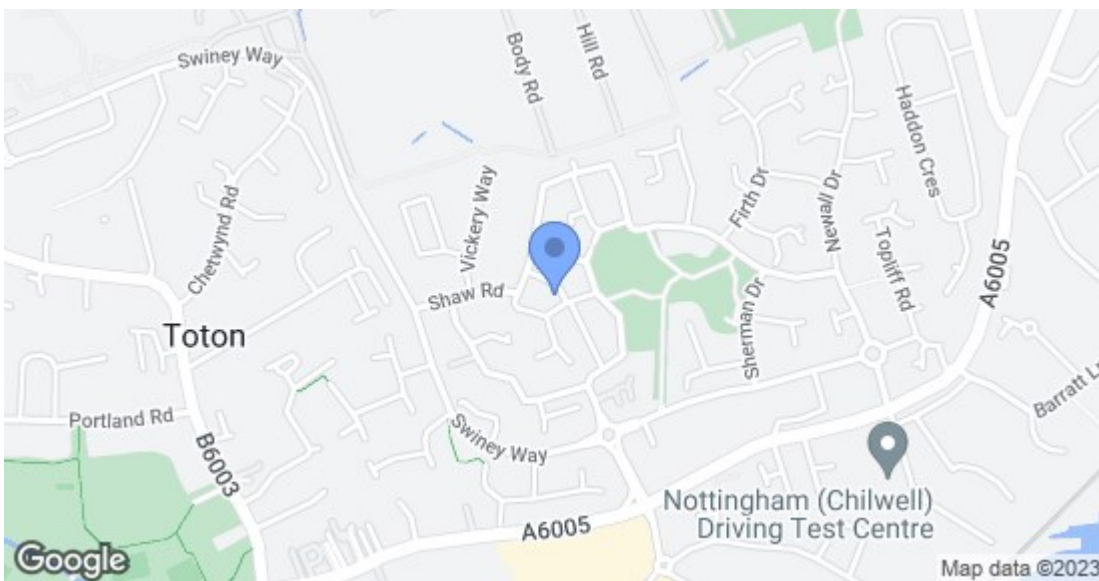 Swiney Way
Body Rd
Hill Rd
Haddon Cres
Chetwynd Rd
Vickery Way
Firth Dr
Newall Dr
Topliff Rd
A6005
Shaw Rd
Sherman Dr
Toton
Portland Rd
B6003
Swiney Way
Barratt Ln
Nottingham (Chilwell)
Driving Test Centre
A6005
Google
Map data ©2023